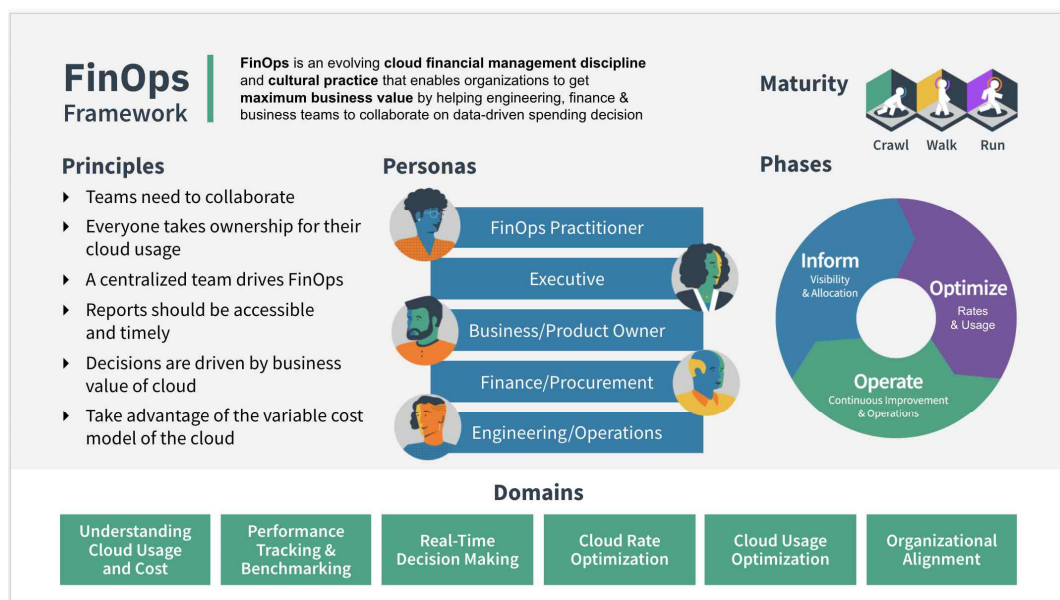 FinOps
Framework
FinOps is an evolving cloud financial management discipline
and cultural practice that enables organizations to get
maximum business value by helping engineering, finance &
business teams to collaborate on data-driven spending decision
Maturity
Crawl Walk Run
Principles
Teams need to collaborate
Everyone takes ownership for their
cloud usage
A centralized team drives FinOps
Reports should be accessible
and timely
Decisions are driven by business
value of cloud
Take advantage of the variable cost
model of the cloud
Personas
FinOps Practitioner
Executive
Business/Product Owner
Finance/Procurement
Engineering/Operations
Phases
Inform
Visibility
& Allocation
Optimize
Rates
& Usage
Operate
Continuous Improvement
& Operations
Domains
Understanding
Cloud Usage
and Cost
Performance
Tracking &
Benchmarking
Real-Time
Decision Making
Cloud Rate
Optimization
Cloud Usage
Optimization
Organizational
Alignment